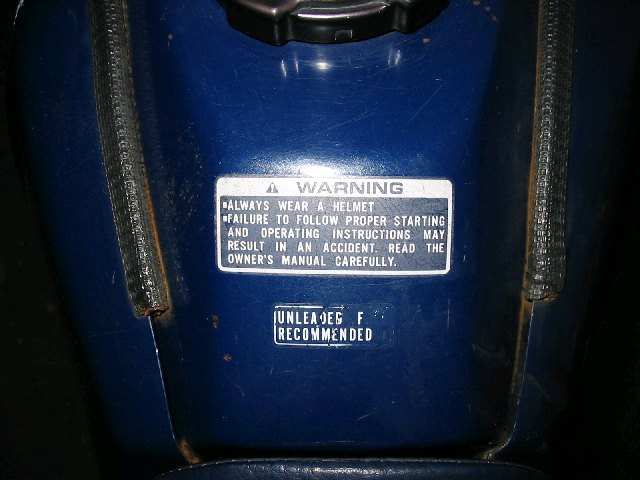 WARNING
ALWAYS WEAR A HELMET
FAILURE TO FOLLOW PROPER STARTING
AND OPERATING INSTRUCTIONS MAY
RESULT IN AN ACCIDENT. READ THE
OWNER'S MANUAL CAREFULLY.
UNLEADED F
RECOMMENDED